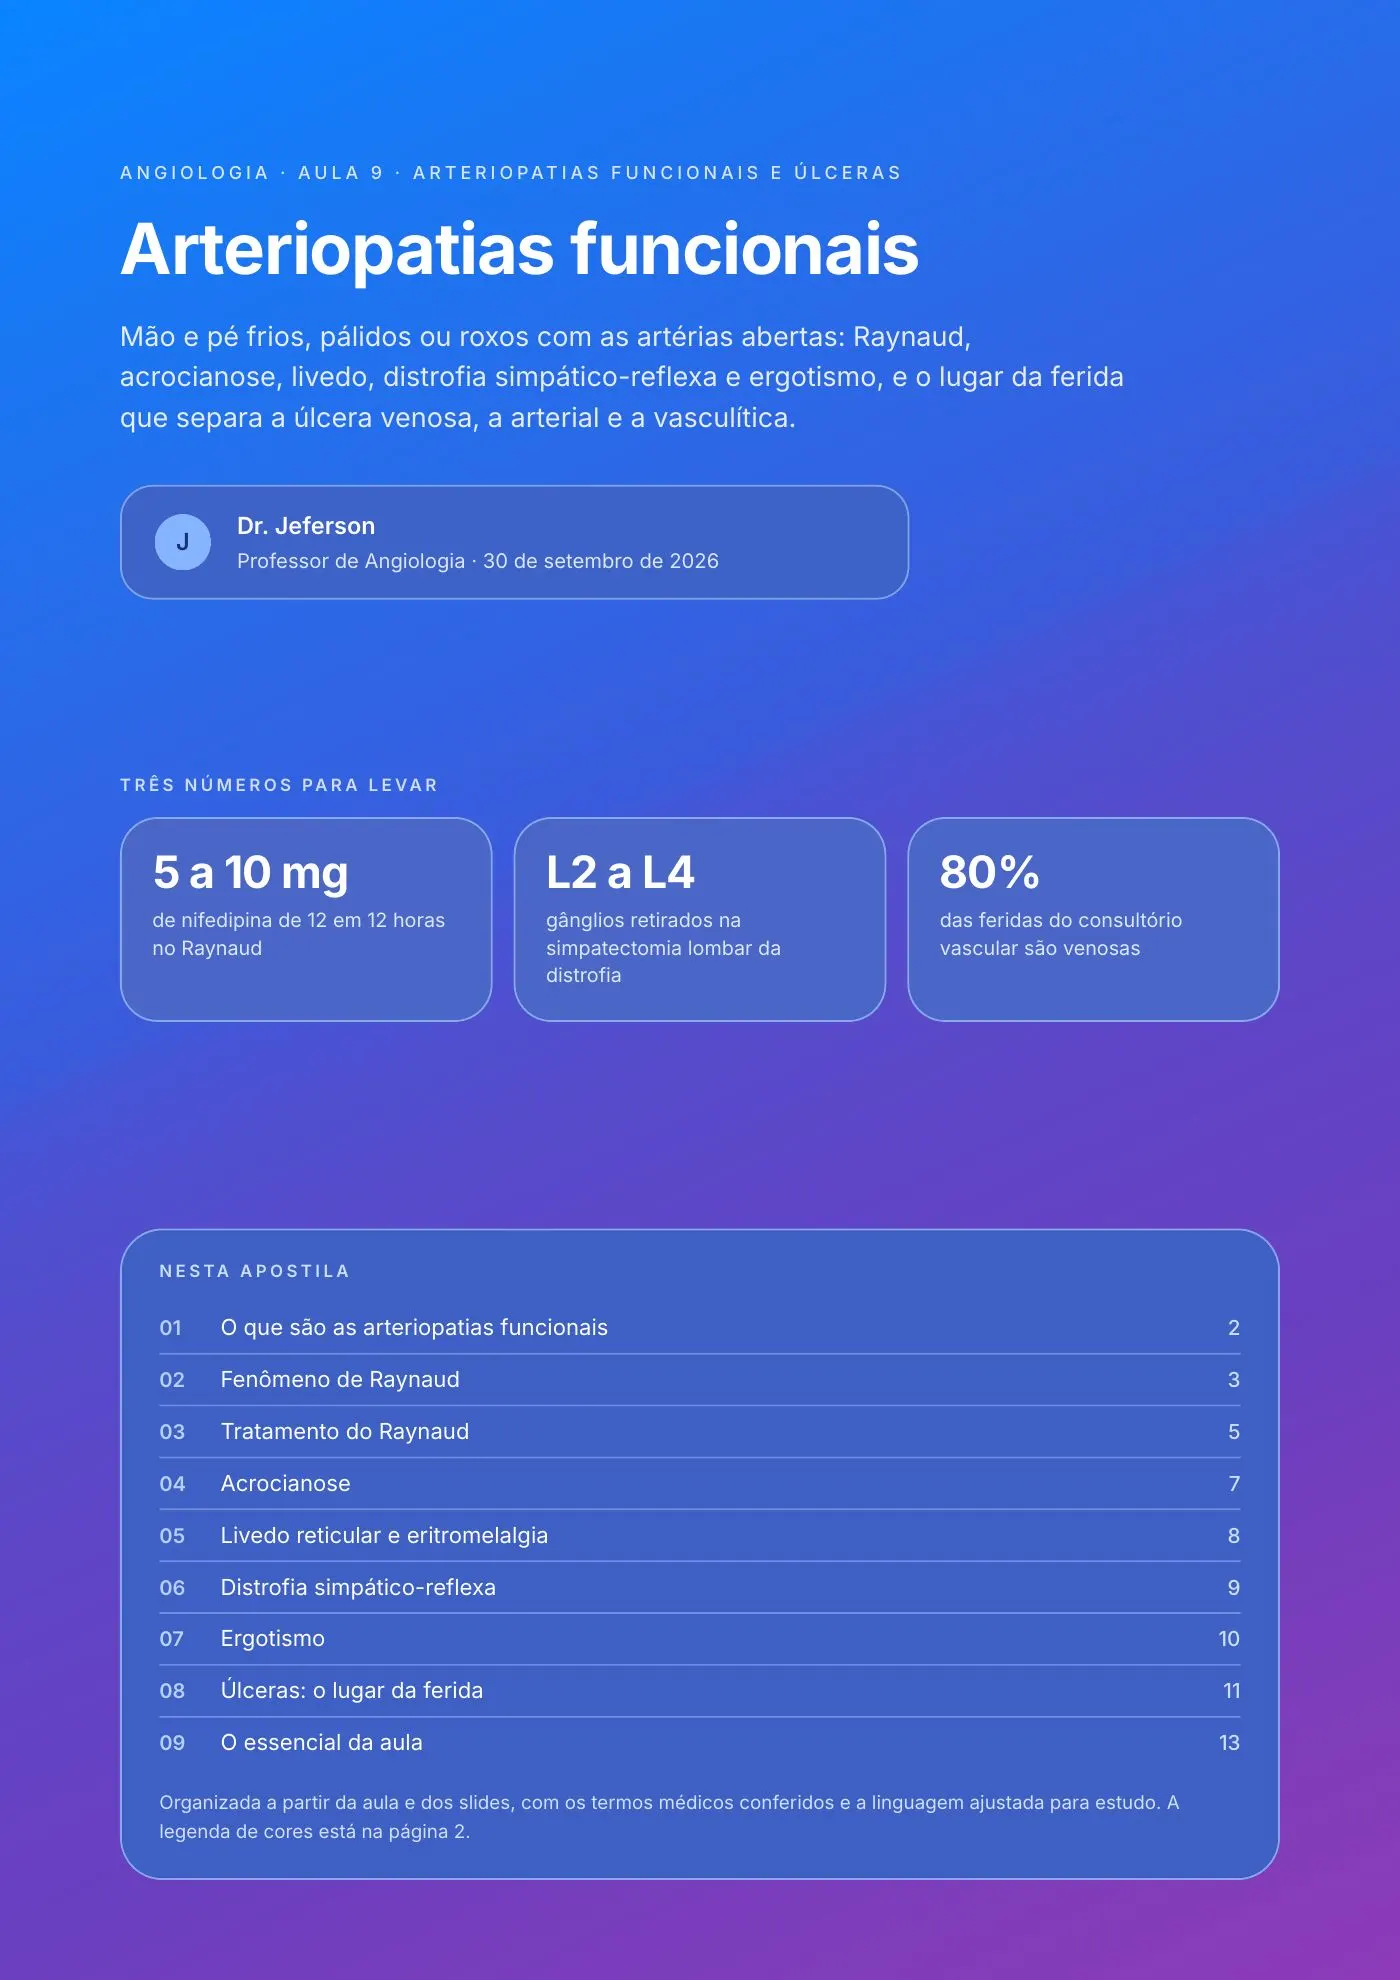 ANGIOLOGIA · AULA 9 · ARTERIOPATIAS FUNCIONAIS E ÚLCERAS
Arteriopatias funcionais
Mão e pé frios, pálidos ou roxos com as artérias abertas: Raynaud,
acrocianose, livedo, distrofia simpático-reflexa e ergotismo, e o lugar da ferida
que separa a úlcera venosa, a arterial e a vasculítica.
J
Dr. Jeferson
Professor de Angiologia · 30 de setembro de 2026
TRÊS NÚMEROS PARA LEVAR
5 a 10 mg
de nifedipina de 12 em 12 horas
no Raynaud
L2 a L4
gânglios retirados na
simpatectomia lombar da
distrofia
80%
das feridas do consultório
vascular são venosas
NESTA APOSTILA
01 O que são as arteriopatias funcionais 2
02 Fenômeno de Raynaud 3
03 Tratamento do Raynaud 5
04 Acrocianose 7
05 Livedo reticular e eritromelalgia 8
06 Distrofia simpático-reflexa 9
07 Ergotismo 10
08 Úlceras: o lugar da ferida 11
09 O essencial da aula 13
Organizada a partir da aula e dos slides, com os termos médicos conferidos e a linguagem ajustada para estudo. A
legenda de cores está na página 2.